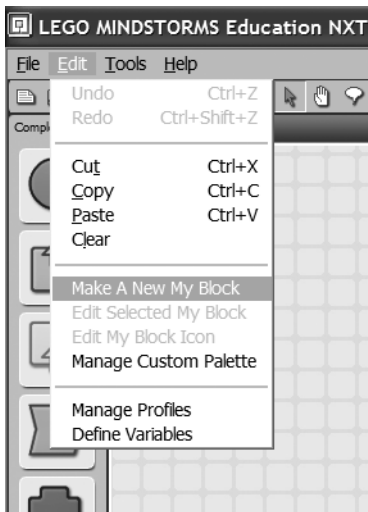 LEGO MINDSTORMS Education NXT
File Edit Tools Help
Undo Ctrl+Z
Redo Ctrl+Shift+Z
Compl
Cut Ctrl+X
Copy Ctrl+C
Paste Ctrl+V
Clear
Make A New My Block
Edit Selected My Block
Edit My Block Icon
Manage Custom Palette
Manage Profiles
Define Variables